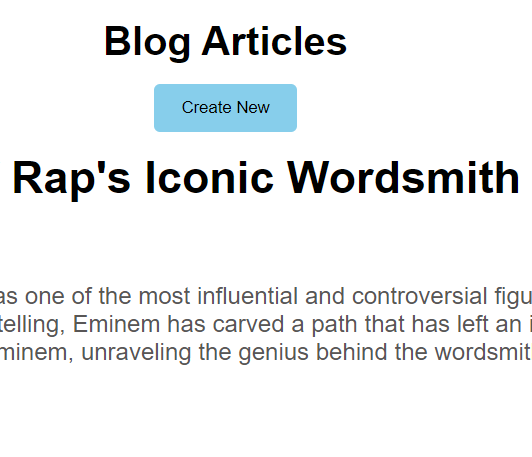 Blog Articles
Create New
Rap's Iconic Wordsmith
as one of the most influential and controversial figu
telling, Eminem has carved a path that has left an i
minem, unraveling the genius behind the wordsmit